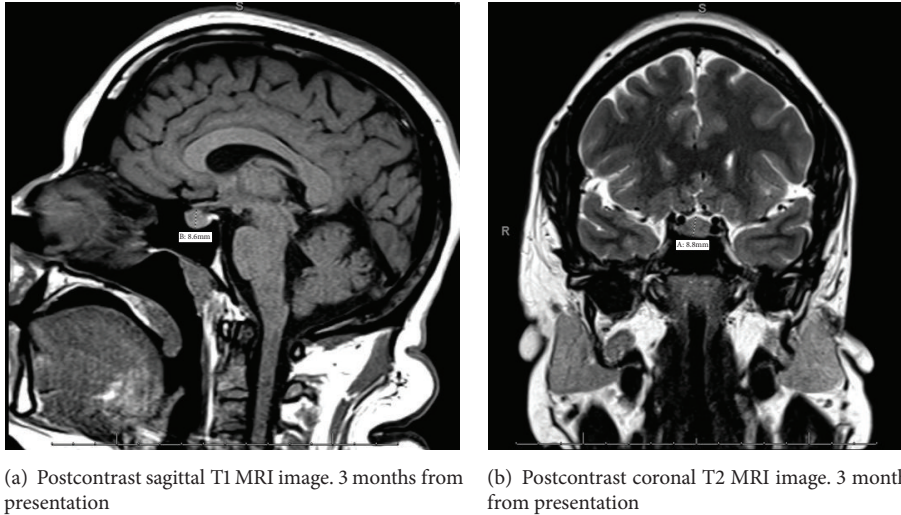 S
S
R
B: 8.6mm
A: 8.8mm
(a) Postcontrast sagittal T1 MRI image. 3 months from
presentation
(b) Postcontrast coronal T2 MRI image. 3 month
from presentation